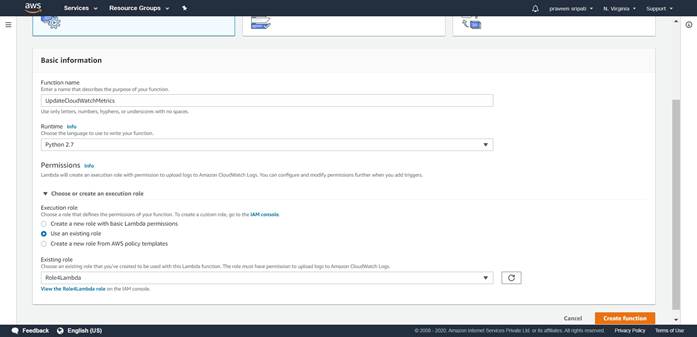 aws Services Resource Groups praveen sripati N. Virginia Support
Basic information
Function name
Enter a name that describes the purpose of your function.
UpdateCloudWatchMetrics
Use only letters, numbers, hyphens, or underscores with no spaces.
Runtime Info
Choose the language to use to write your function.
Python 2.7
Permissions Info
Lambda will create an execution role with permission to upload logs to Amazon CloudWatch Logs. You can configure and modify permissions further when you add triggers.
Choose or create an execution role
Execution role
Choose a role that defines the permissions of your function. To create a custom role, go to the IAM console.
Create a new role with basic Lambda permissions
Use an existing role
Create a new role from AWS policy templates
Existing role
Choose an existing role that you've created to be used with this Lambda function. The role must have permission to upload logs to Amazon CloudWatch Logs.
Role4Lambda
View the Role4Lambda role on the IAM console.
Cancel Create function
Feedback English (US) © 2008 - 2020, Amazon Internet Services Private Ltd. or its affiliates. All rights reserved. Privacy Policy Terms of Use